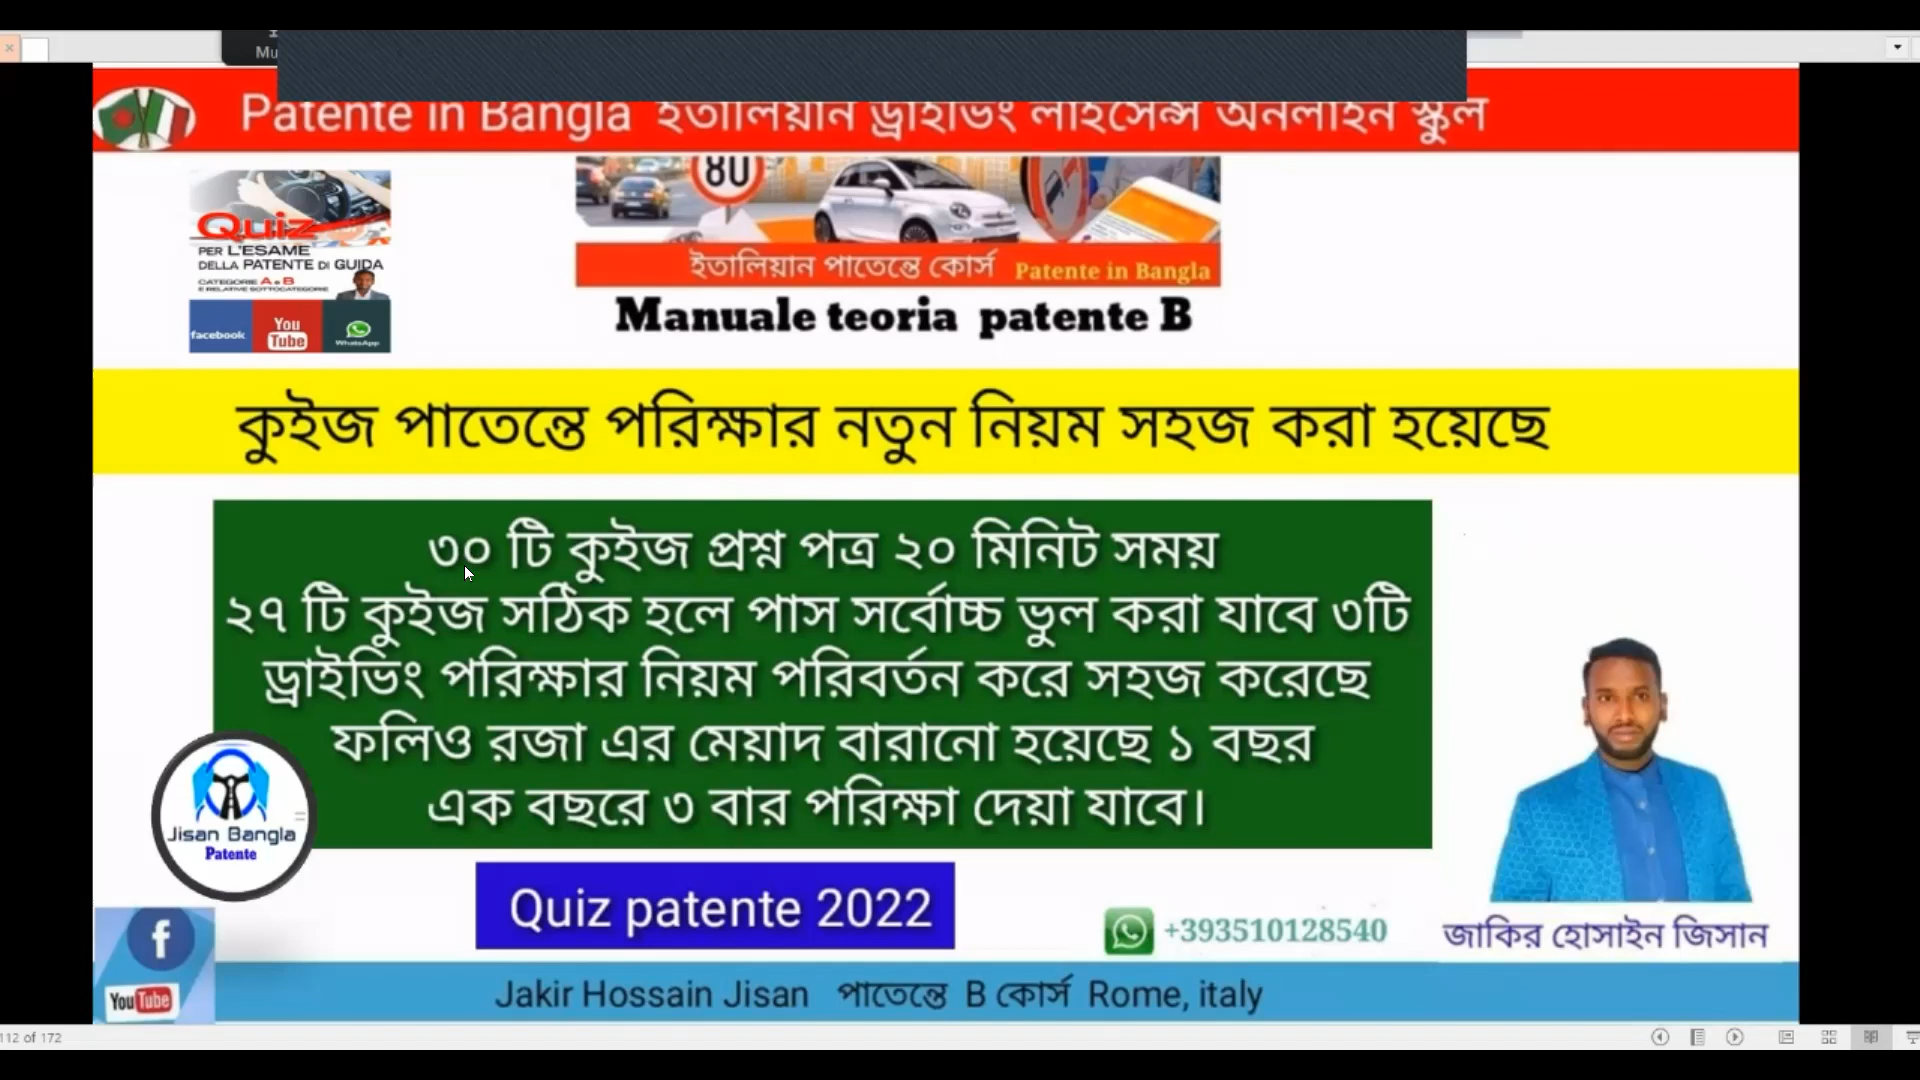 Patente in Bangla ইতালিয়ান ড্রাইভিং লাইসেন্স অনলাইন স্কুল
80
Quiz
PER L'ESAME
DELLA PATENTE DI GUIDA
CATEGORIE A e B
E RELATIVE SOTTOCATEGORIE
facebook
You
Tube
WhatsApp
ইতালিয়ান পাতেন্তে কোর্স Patente in Bangla
Manuale teoria patente B
কুইজ পাতেন্তে পরিক্ষার নতুন নিয়ম সহজ করা হয়েছে
৩০ টি কুইজ প্রশ্ন পত্র ২০ মিনিট সময়
২৭ টি কুইজ সঠিক হলে পাস সর্বোচ্চ ভুল করা যাবে ৩টি
ড্রাইভিং পরিক্ষার নিয়ম পরিবর্তন করে সহজ করেছে
ফলিও রজা এর মেয়াদ বারানো হয়েছে ১ বছর
এক বছরে ৩ বার পরিক্ষা দেয়া যাবে।
Jisan Bangla
Patente
Quiz patente 2022
+393510128540
জাকির হোসাইন জিসান
f
YouTube
Jakir Hossain Jisan পাতেন্তে B কোর্স Rome, italy
112 of 172